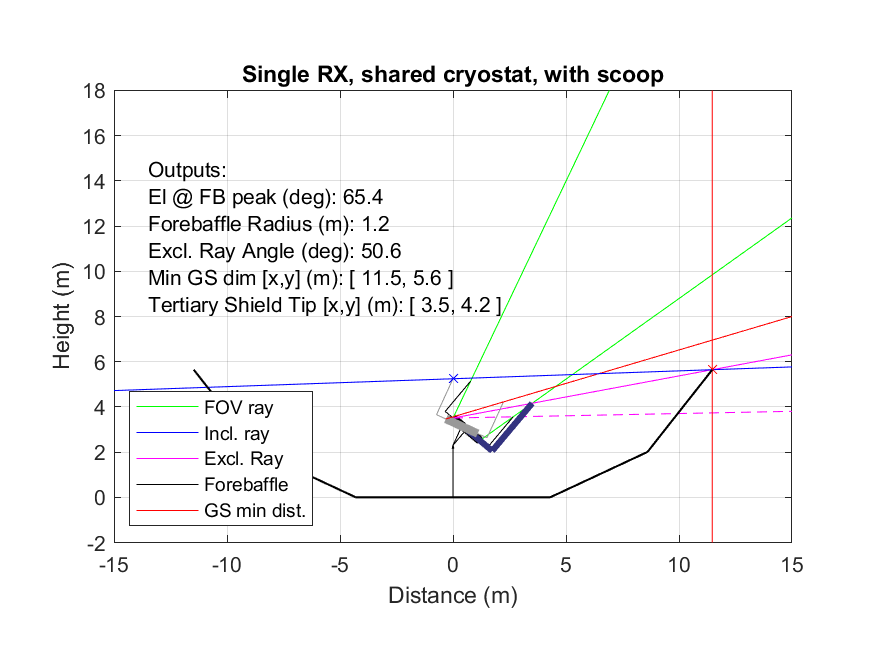 Single RX, shared cryostat, with scoop
18
16
14
12
10
8
6
4
2
0
-2
Height (m)
Outputs:
El @ FB peak (deg): 65.4
Forebaffle Radius (m): 1.2
Excl. Ray Angle (deg): 50.6
Min GS dim [x,y] (m): [ 11.5, 5.6 ]
Tertiary Shield Tip [x,y] (m): [ 3.5, 4.2 ]
FOV ray
Incl. ray
Excl. Ray
Forebaffle
GS min dist.
-15 -10 -5 0 5 10 15
Distance (m)